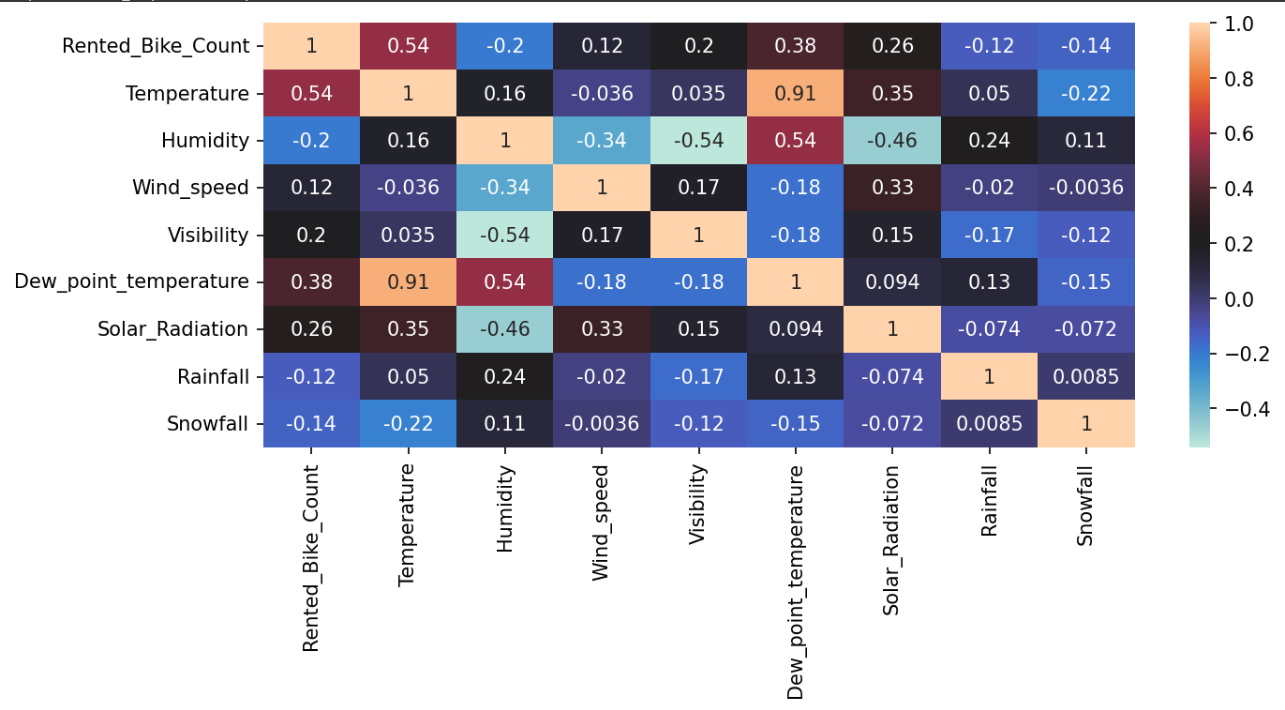 Rented_Bike_Count 1 0.54 -0.2 0.12 0.2 0.38 0.26 -0.12 -0.14
Temperature 0.54 1 0.16 -0.036 0.035 0.91 0.35 0.05 -0.22
Humidity -0.2 0.16 1 -0.34 -0.54 0.54 -0.46 0.24 0.11
Wind_speed 0.12 -0.036 -0.34 1 0.17 -0.18 0.33 -0.02 -0.0036
Visibility 0.2 0.035 -0.54 0.17 1 -0.18 0.15 -0.17 -0.12
Dew_point_temperature 0.38 0.91 0.54 -0.18 -0.18 1 0.094 0.13 -0.15
Solar_Radiation 0.26 0.35 -0.46 0.33 0.15 0.094 1 -0.074 -0.072
Rainfall -0.12 0.05 0.24 -0.02 -0.17 0.13 -0.074 1 0.0085
Snowfall -0.14 -0.22 0.11 -0.0036 -0.12 -0.15 -0.072 0.0085 1
Rented_Bike_Count
Temperature
Humidity
Wind_speed
Visibility
Dew_point_temperature
Solar_Radiation
Rainfall
Snowfall
1.0
0.8
0.6
0.4
0.2
0.0
−0.2
−0.4